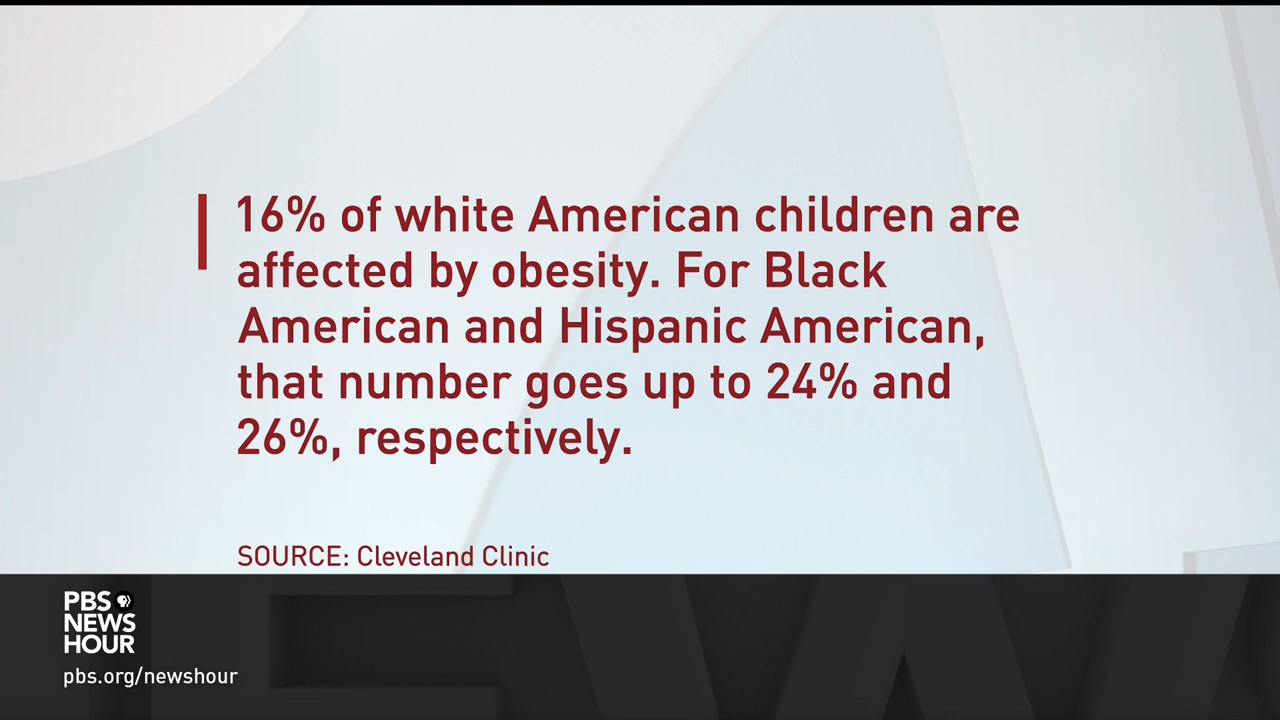 16% of white American children are
affected by obesity. For Black
American and Hispanic American,
that number goes up to 24% and
26%, respectively.
SOURCE: Cleveland Clinic
PBS
NEWS
HOUR
pbs.org/newshour